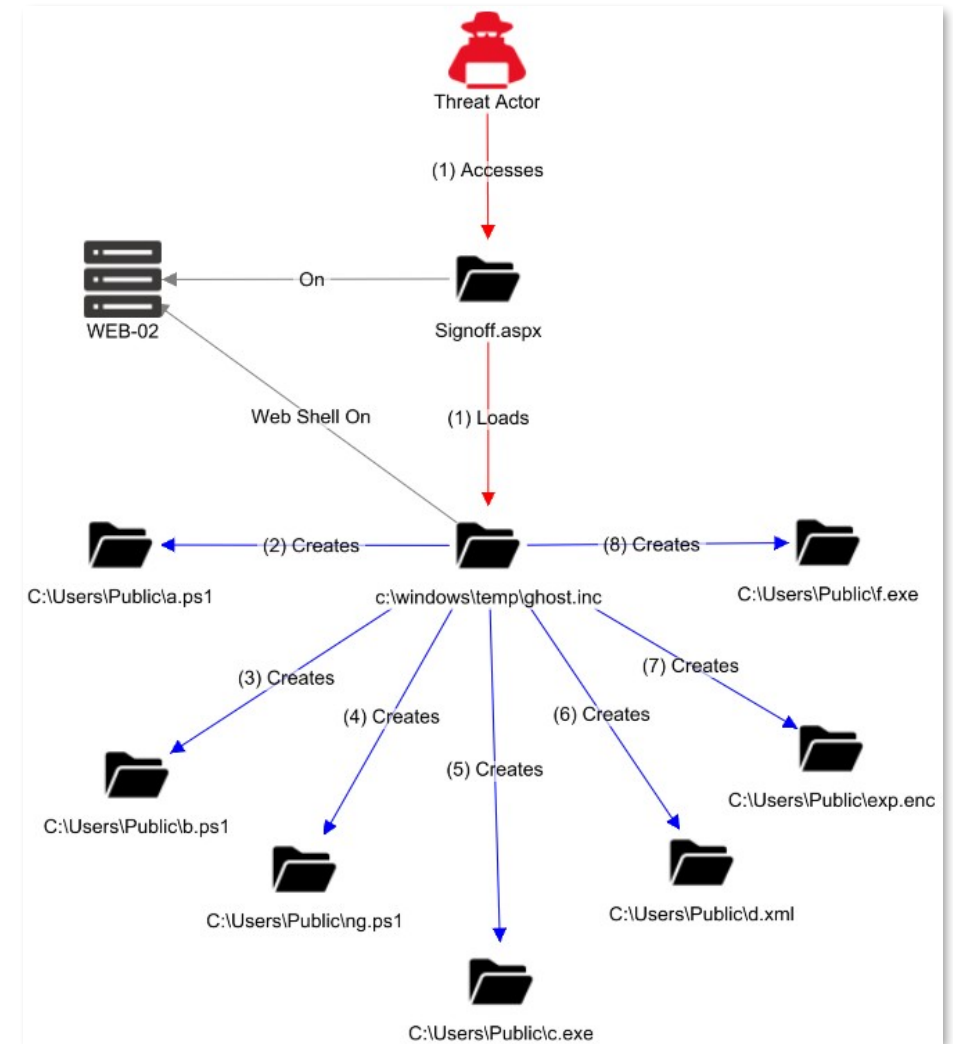 Threat Actor
(1) Accesses
On
WEB-02
Signoff.aspx
Web Shell On
(1) Loads
(2) Creates
(8) Creates
C:\Users\Public\a.ps1
c:\windows\temp\ghost.inc
C:\Users\Public\f.exe
(3) Creates
(7) Creates
(4) Creates
(6) Creates
(5) Creates
C:\Users\Public\b.ps1
C:\Users\Public\exp.enc
C:\Users\Public\ng.ps1
C:\Users\Public\d.xml
C:\Users\Public\c.exe